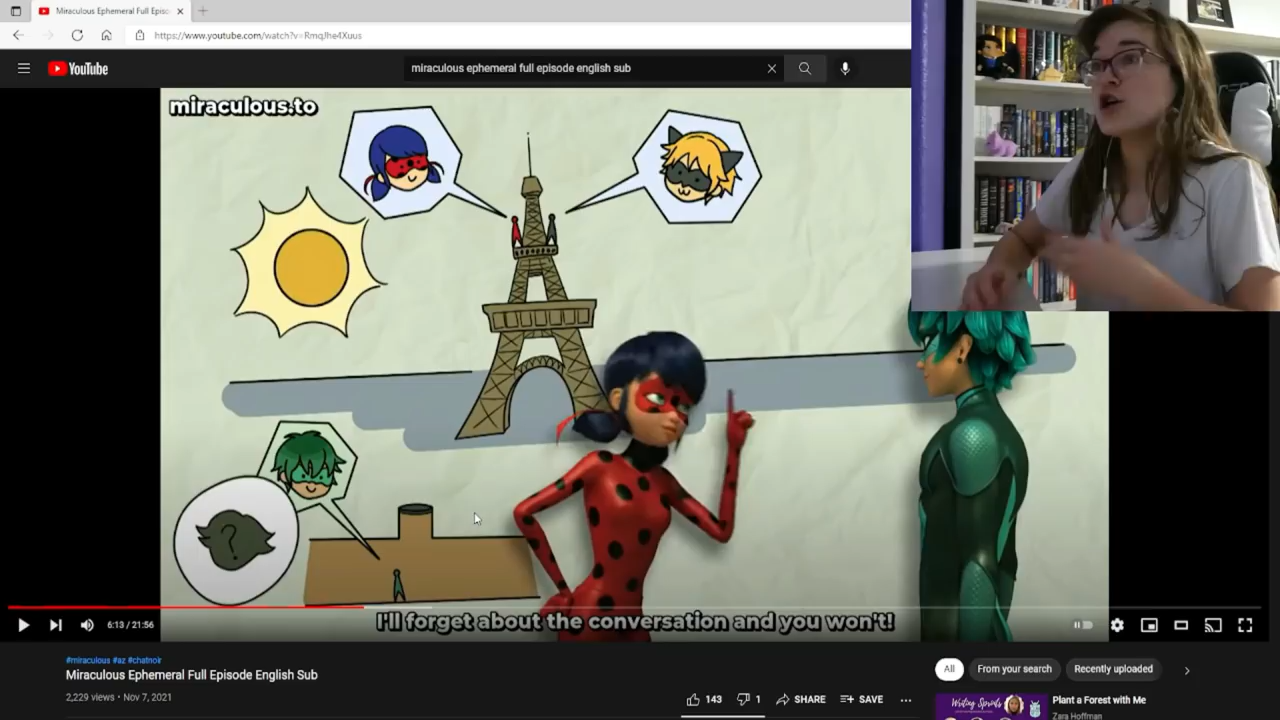 Miraculous Ephemeral Full Episo
https://www.youtube.com/watch?v=RmqJhe4Xuus
YouTube
miraculous ephemeral full episode english sub
miraculous.to
?
I'll forget about the conversation and you won't!
6:13 / 21:56
#miraculous #az #chatnoir
Miraculous Ephemeral Full Episode English Sub
2,229 views • Nov 7, 2021
143
1
SHARE
SAVE
All
From your search
Recently uploaded
Writing Sprints
Plant a Forest with Me
Zara Hoffman